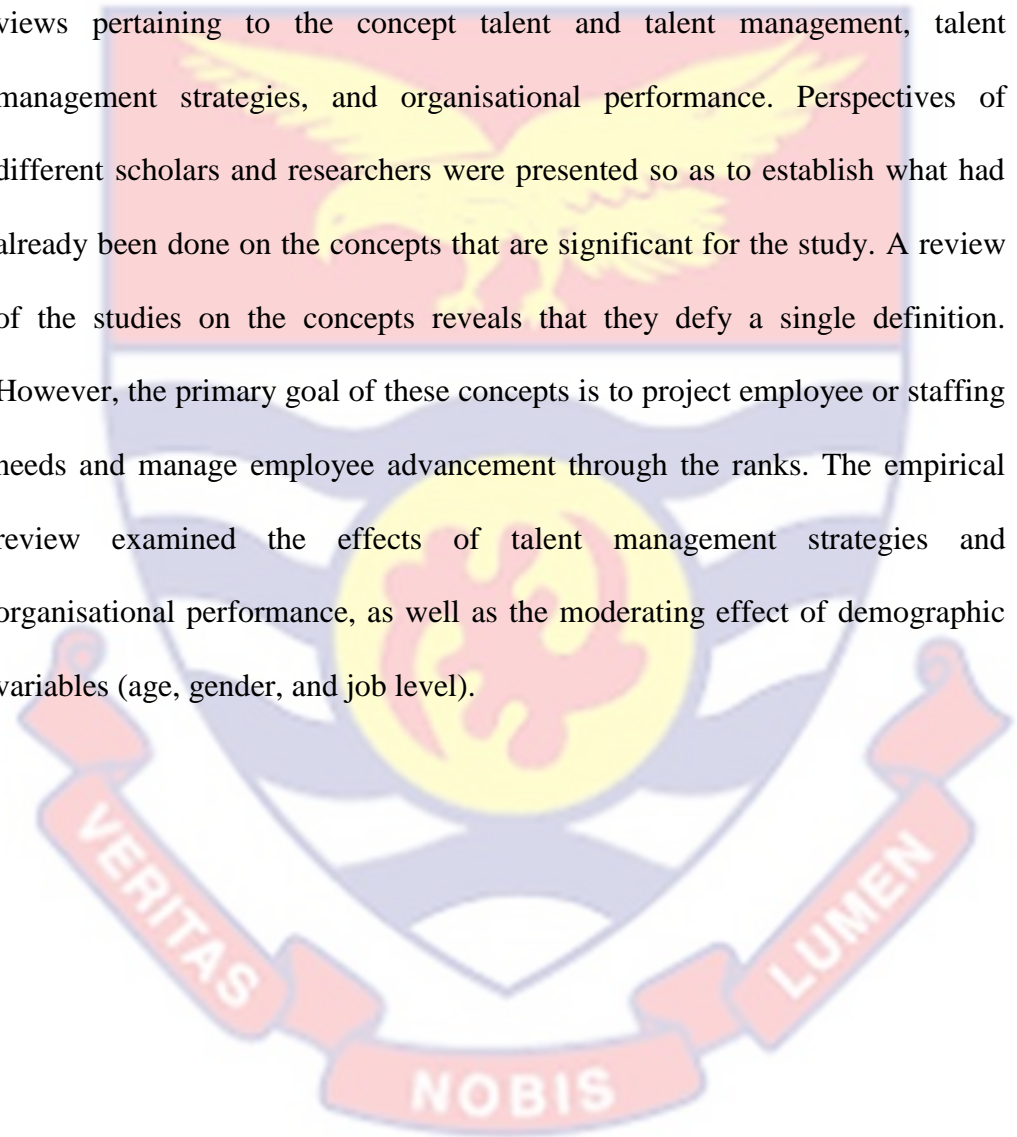 views pertaining to the concept talent and talent management, talent
management strategies, and organisational performance. Perspectives of
different scholars and researchers were presented so as to establish what had
already been done on the concepts that are significant for the study. A review
of the studies on the concepts reveals that they defy a single definition.
However, the primary goal of these concepts is to project employee or staffing
needs and manage employee advancement through the ranks. The empirical
review examined the effects of talent management strategies and
organisational performance, as well as the moderating effect of demographic
variables (age, gender, and job level).
VERITAS
NOBIS
LUMEN